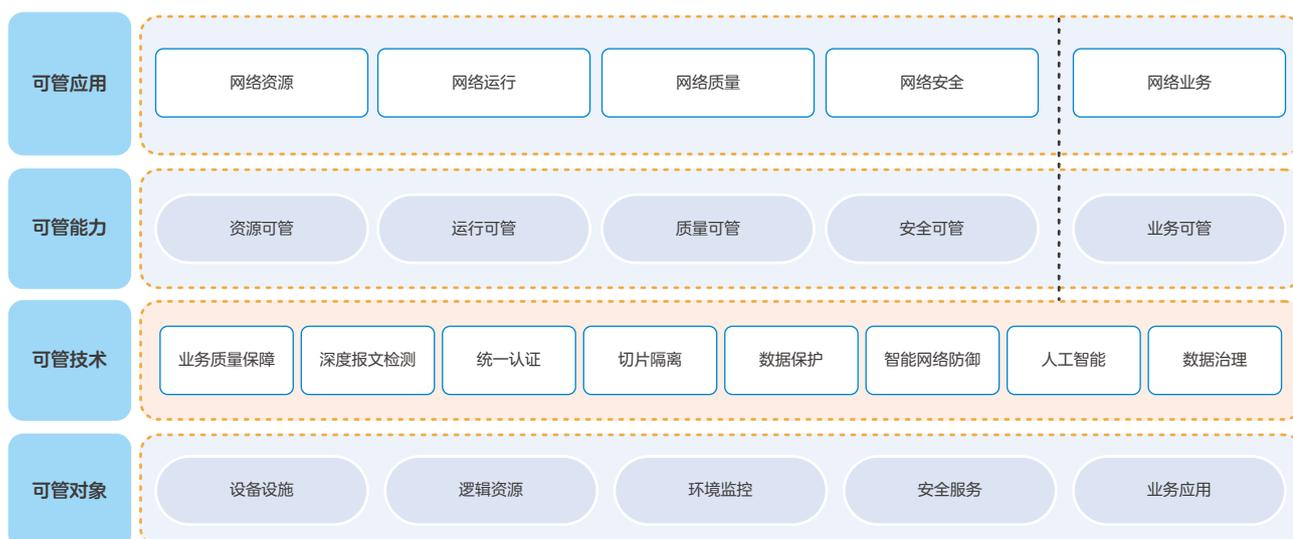 可管应用
网络资源
网络运行
网络质量
网络安全
网络业务
可管能力
资源可管
运行可管
质量可管
安全可管
业务可管
可管技术
业务质量保障
深度报文检测
统一认证
切片隔离
数据保护
智能网络防御
人工智能
数据治理
可管对象
设备设施
逻辑资源
环境监控
安全服务
业务应用